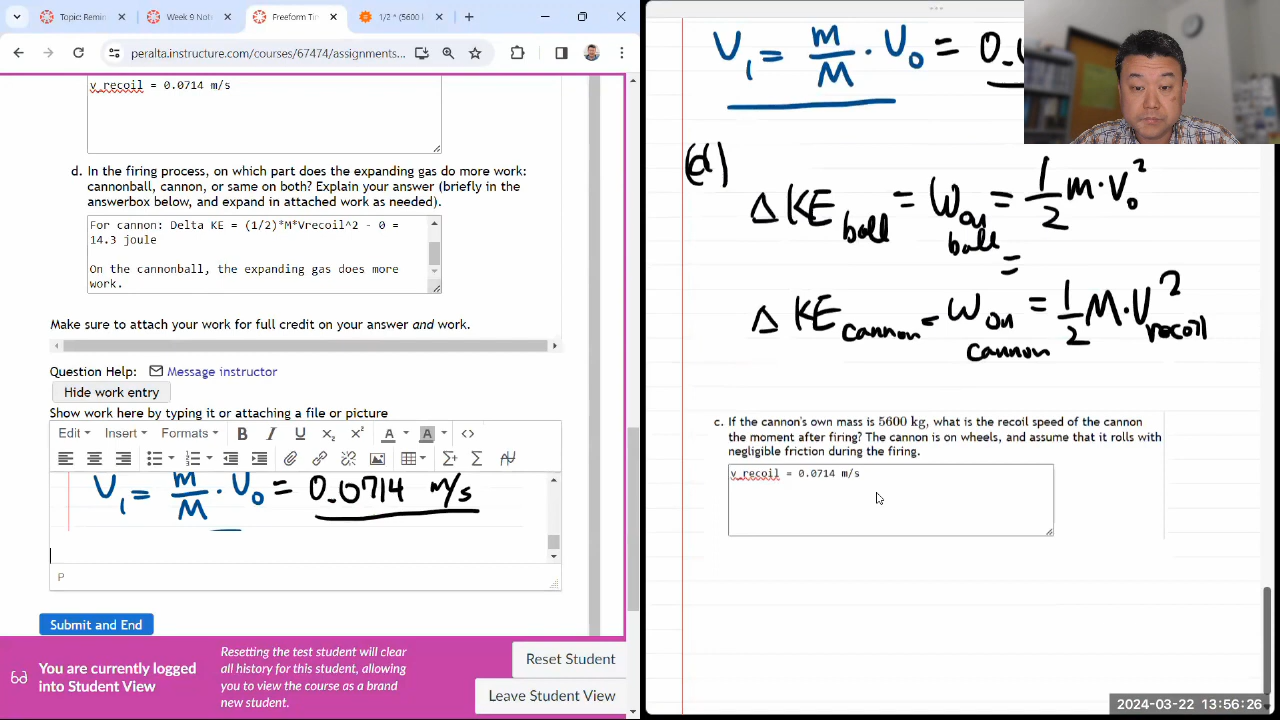 Topic: Remin
Week 9 Not
Freeform Tir
1/2 * (5600 |
peralta.instructure.com/courses/67474/assignments...
v_recoil = 0.0714 m/s
d. In the firing process, on which part does the expanding gas do more
work: cannonball, cannon, or same on both? Explain your answer (briefly in the
answerbox below, and expand in attached work as needed).
For cannon: Delta KE = (1/2)*M*Vrecoil^2 - 0 =
14.3 joule
On the cannonball, the expanding gas does more
work.
Make sure to attach your work for full credit on your answer and work.
Question Help: Message instructor
Hide work entry
Show work here by typing it or attaching a file or picture
Edit Insert Formats B I U X₂ X² A A <>
V₁ = m/M · V₀ = 0.0714 m/s
P
Submit and End
You are currently logged
into Student View
Resetting the test student will clear
all history for this student, allowing
you to view the course as a brand
new student.
Reset Student
Leave Student View
V₁ = m/M · V₀ = 0.0
(d)
Δ KE ball = W on ball = 1/2 m · V₀²
=
Δ KE cannon = W on cannon = 1/2 M · V recoil ²
c. If the cannon's own mass is 5600 kg, what is the recoil speed of the cannon
the moment after firing? The cannon is on wheels, and assume that it rolls with
negligible friction during the firing.
v_recoil = 0.0714 m/s
2024-03-22 13:56:26